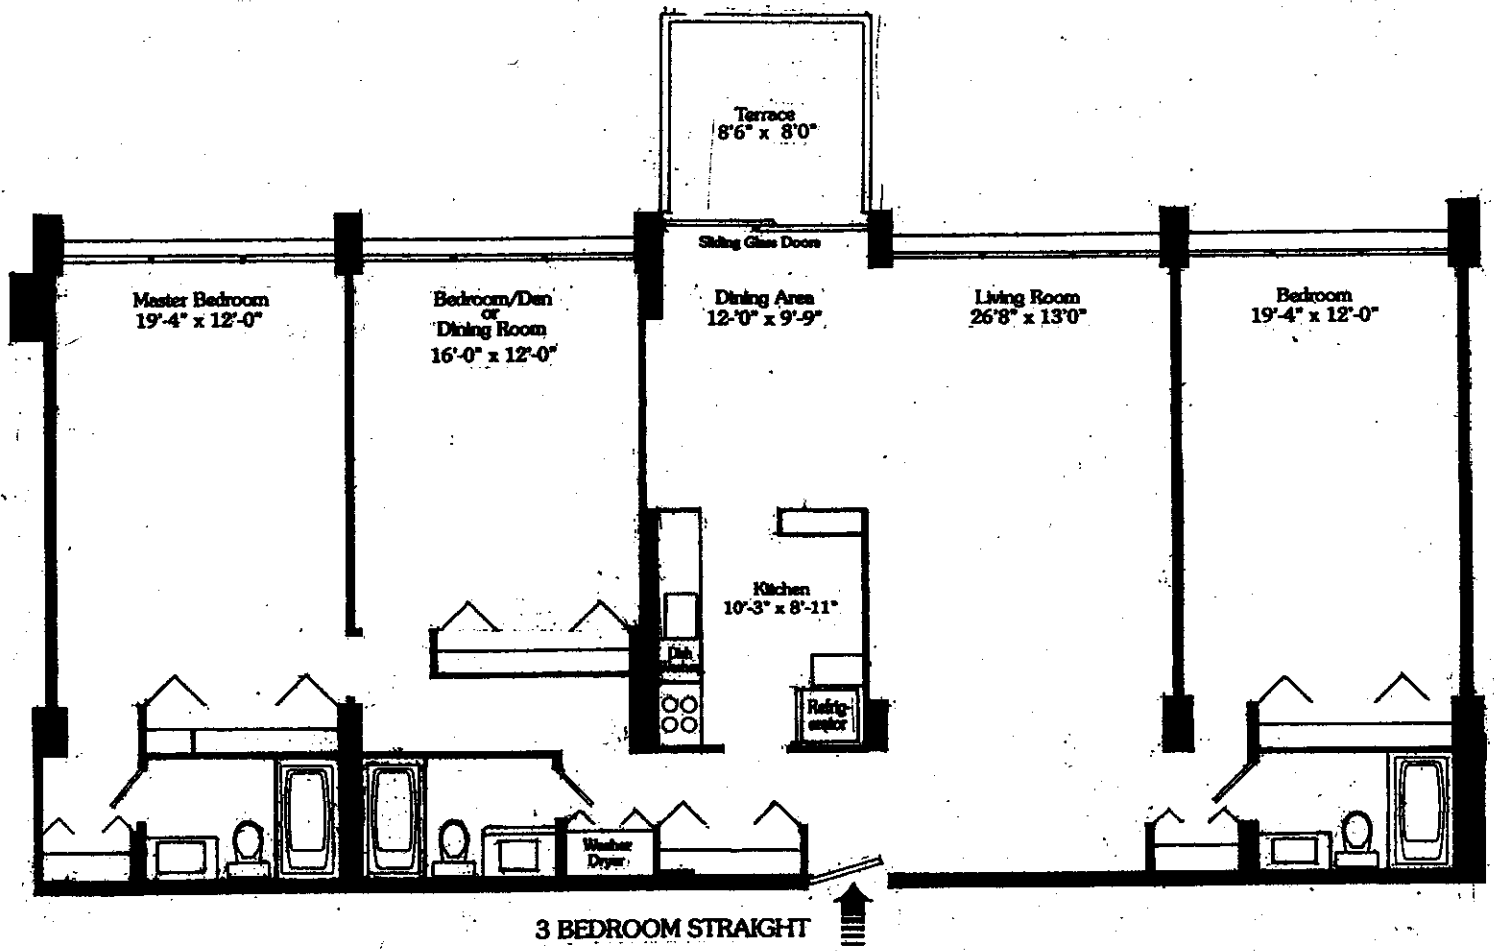 Terrace
8'6" x 8'0"
Sliding Glass Doors
Master Bedroom
19'-4" x 12'-0"
Bedroom/Den
or
Dining Room
16'-0" x 12'-0"
Dining Area
12-'0" x 9'-9"
Living Room
26'8" x 13'0"
Bedroom
19'-4" x 12'-0"
Kitchen
10'-3" x 8'-11"
Dish
Washer
Refrig-
erator
Washer
Dryer
3 BEDROOM STRAIGHT